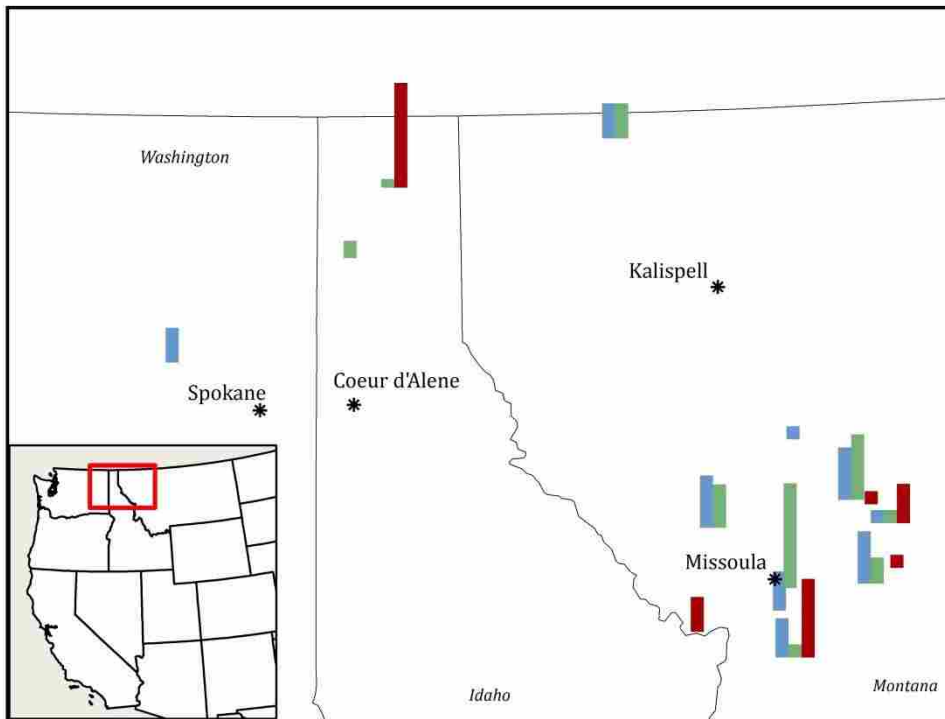 Washington
Kalispell
Coeur d'Alene
Spokane
Missoula
Montana
Idaho